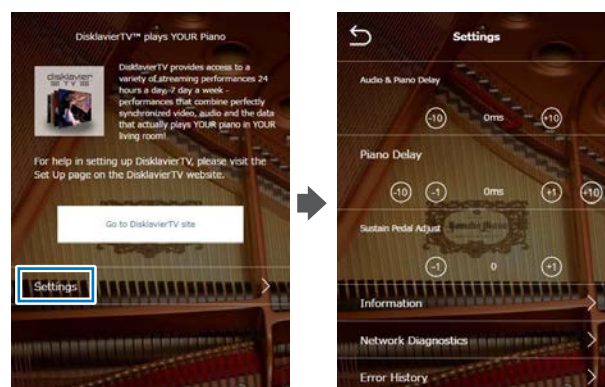 DisklavierTV™ plays YOUR Piano
disklavier
TV
DisklavierTV provides access to a
variety of streaming performances 24
hours a day, 7 day a week -
performances that combine perfectly
synchronized video, audio and the data
that actually plays YOUR piano in YOUR
living room!
For help in setting up DisklavierTV, please visit the
Set Up page on the DisklavierTV website.
Go to DisklavierTV site
Settings
Settings
Audio & Piano Delay
-10 0ms +10
Piano Delay
-10 -1 0ms +1 +10
Sustain Pedal Adjust
-1 0 +1
Information
Network Diagnostics
Error History